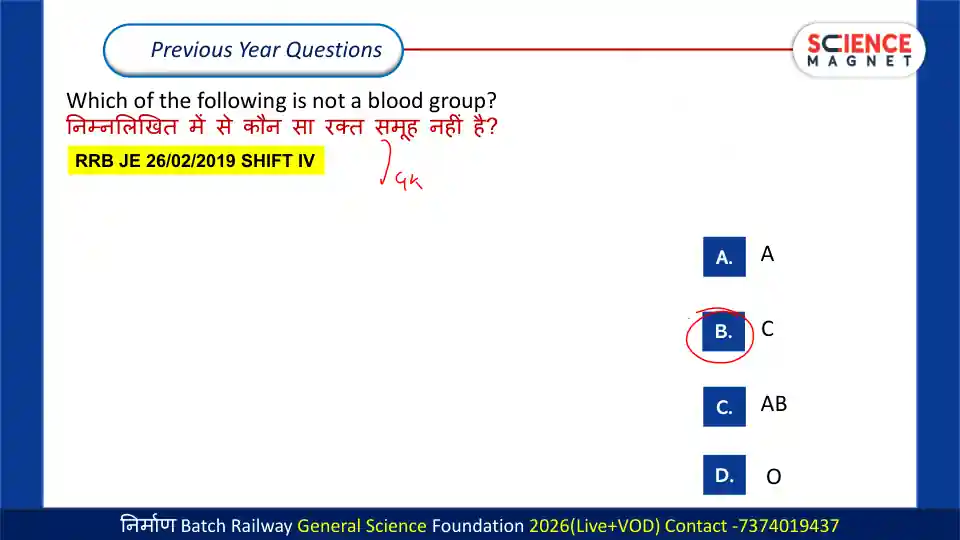 Previous Year Questions
SCIENCE
MAGNET
Which of the following is not a blood group?
निम्नलिखित में से कौन सा रक्त समूह नहीं है?
RRB JE 26/02/2019 SHIFT IV
A. A
B. C
C. AB
D. O
निर्माण Batch Railway General Science Foundation 2026(Live+VOD) Contact -7374019437